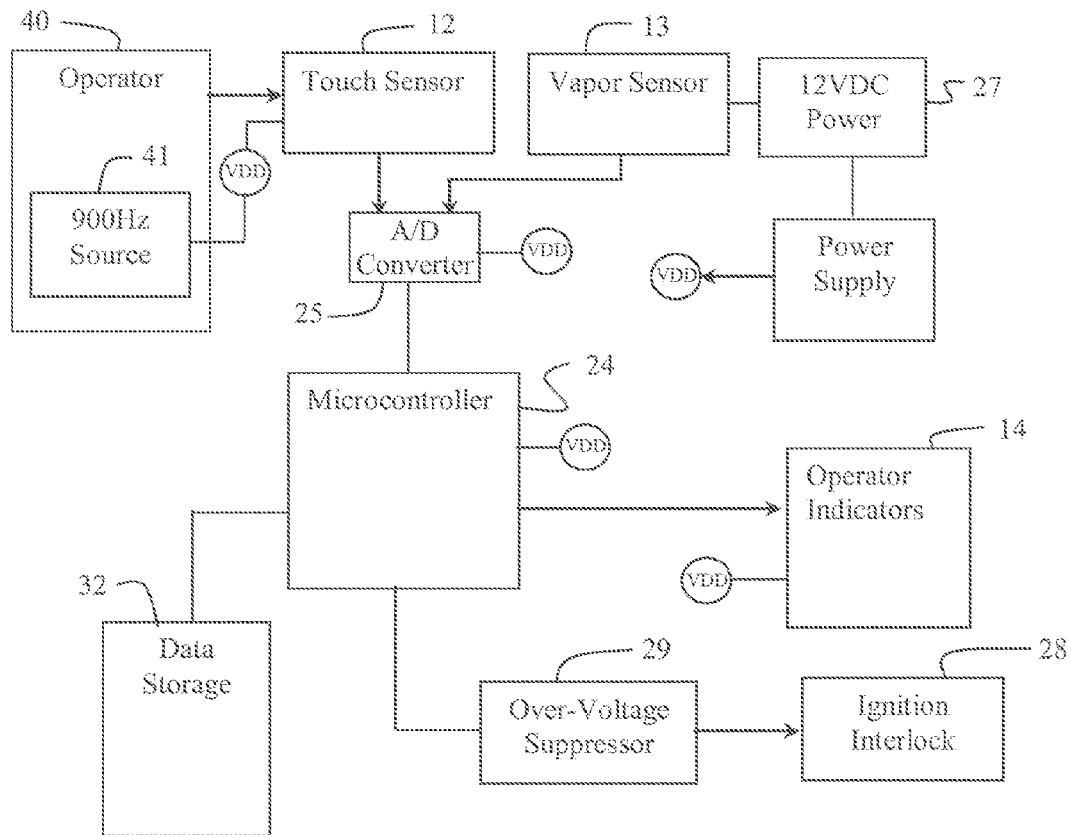 40
12
13
Operator
Touch Sensor
Vapor Sensor
12VDC
Power
27
41
VDD
900Hz
Source
A/D
Converter
VDD
25
VDD
Power
Supply
24
Microcontroller
VDD
14
Operator
Indicators
VDD
32
Data
Storage
29
Over-Voltage
Suppressor
28
Ignition
Interlock